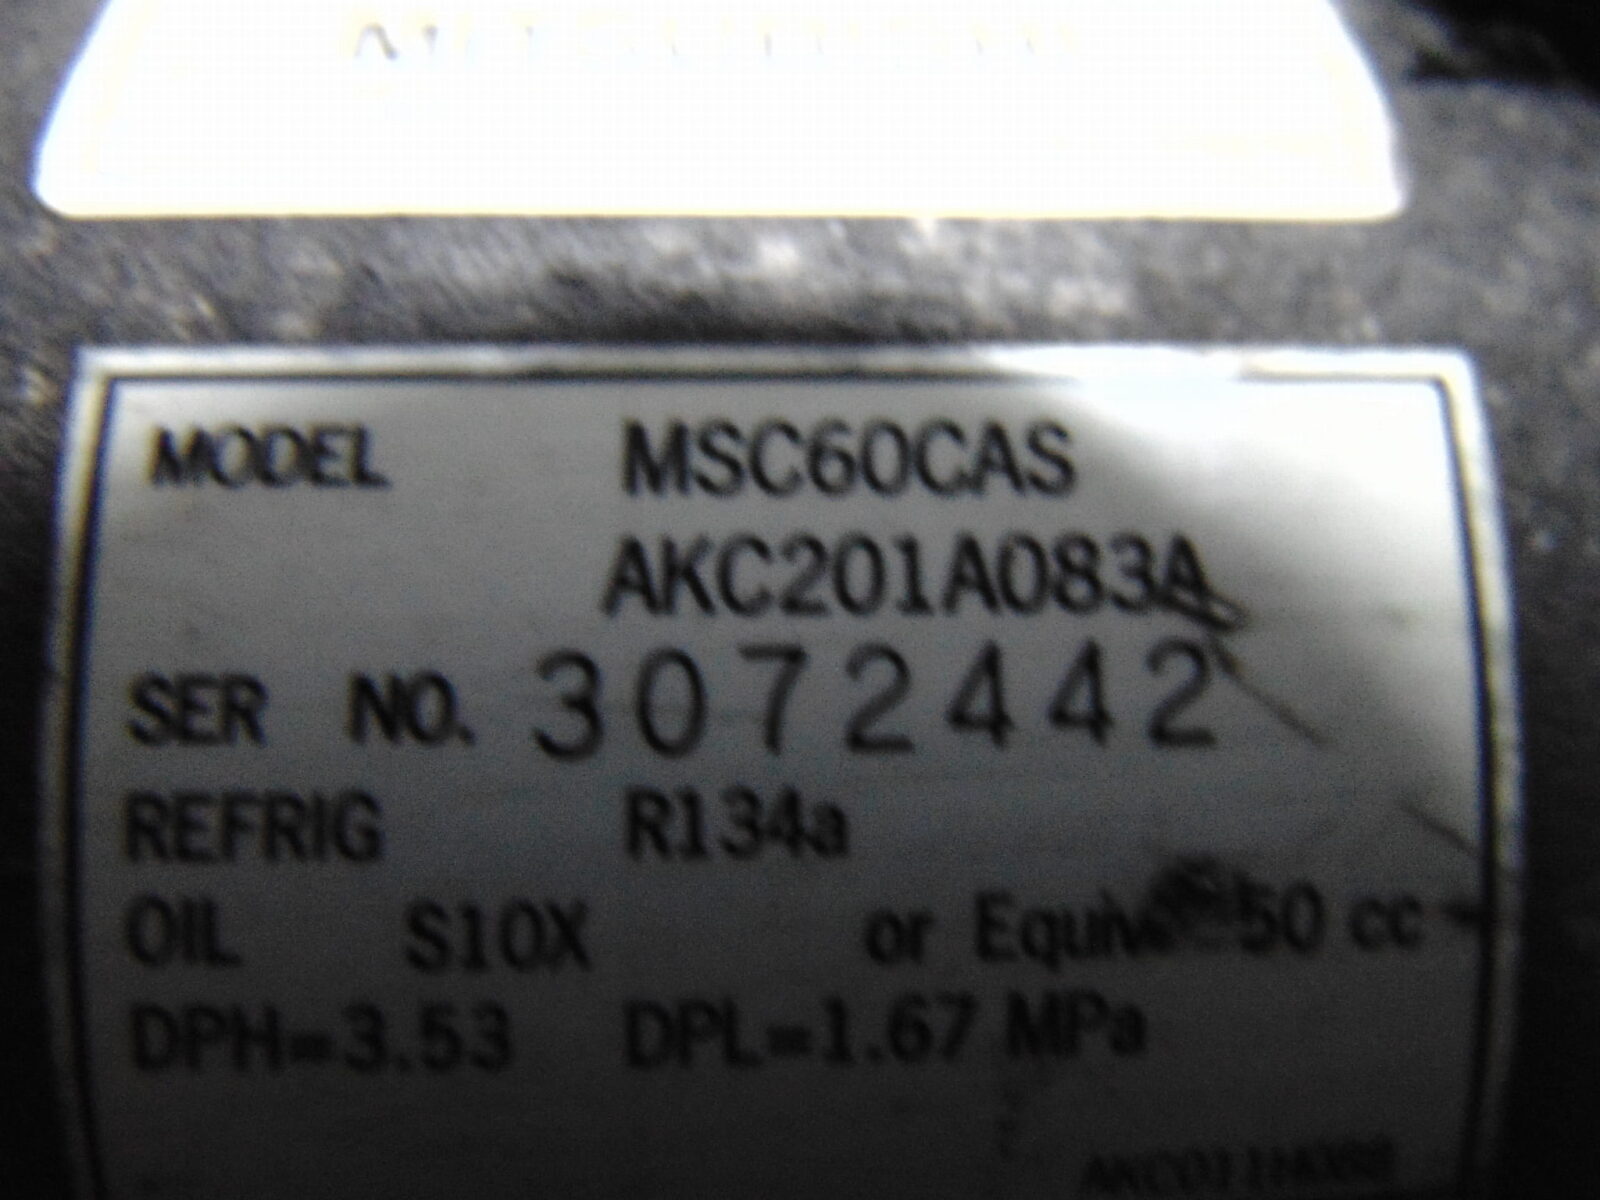 MODEL MSC60CAS
AKC201A083A
SER NO. 3072442
REFRIG R134a
OIL S10X or Equiv 50 cc
DPH=3.53 DPL=1.67 MPa